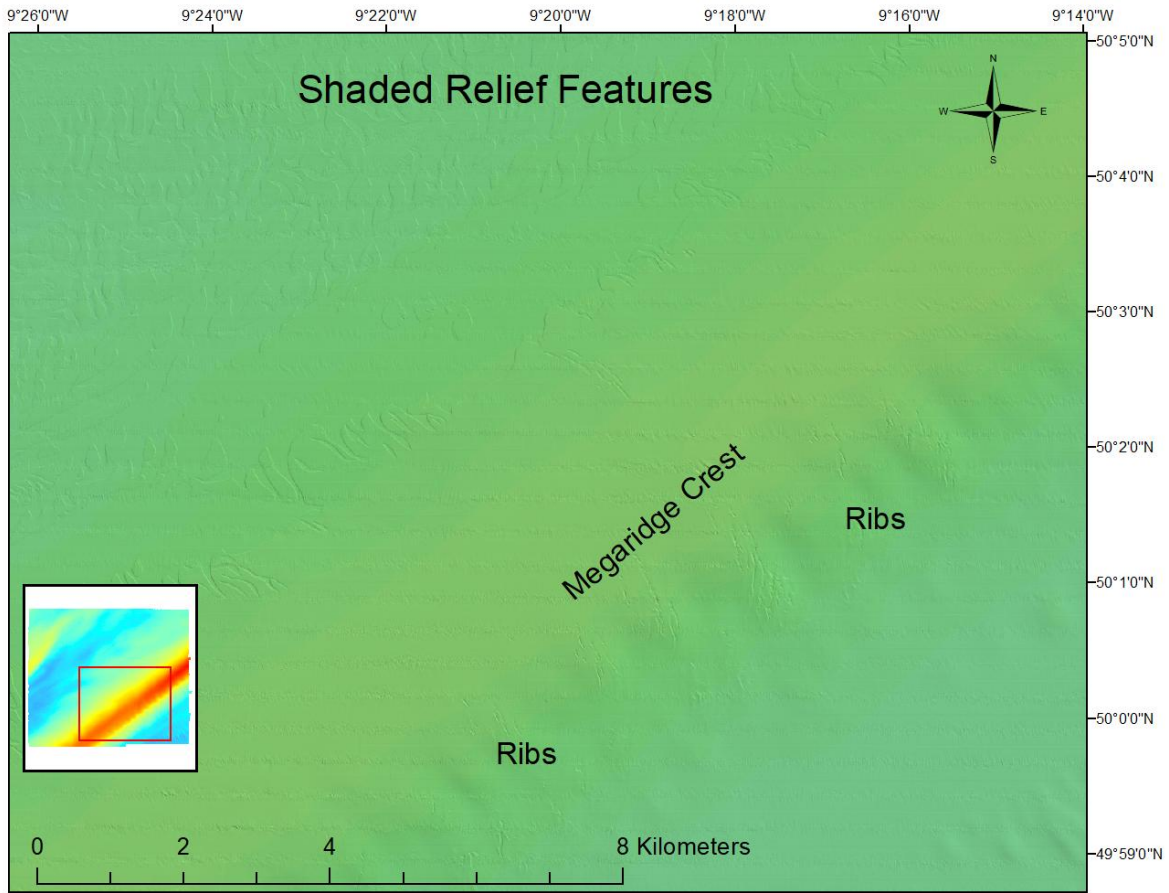 9°26'0"W 9°24'0"W 9°22'0"W 9°20'0"W 9°18'0"W 9°16'0"W 9°14'0"W
50°5'0"N
Shaded Relief Features
N
W E
S
50°4'0"N
50°3'0"N
50°2'0"N
Megaridge Crest
Ribs
50°1'0"N
50°0'0"N
Ribs
0 2 4 8 Kilometers
49°59'0"N